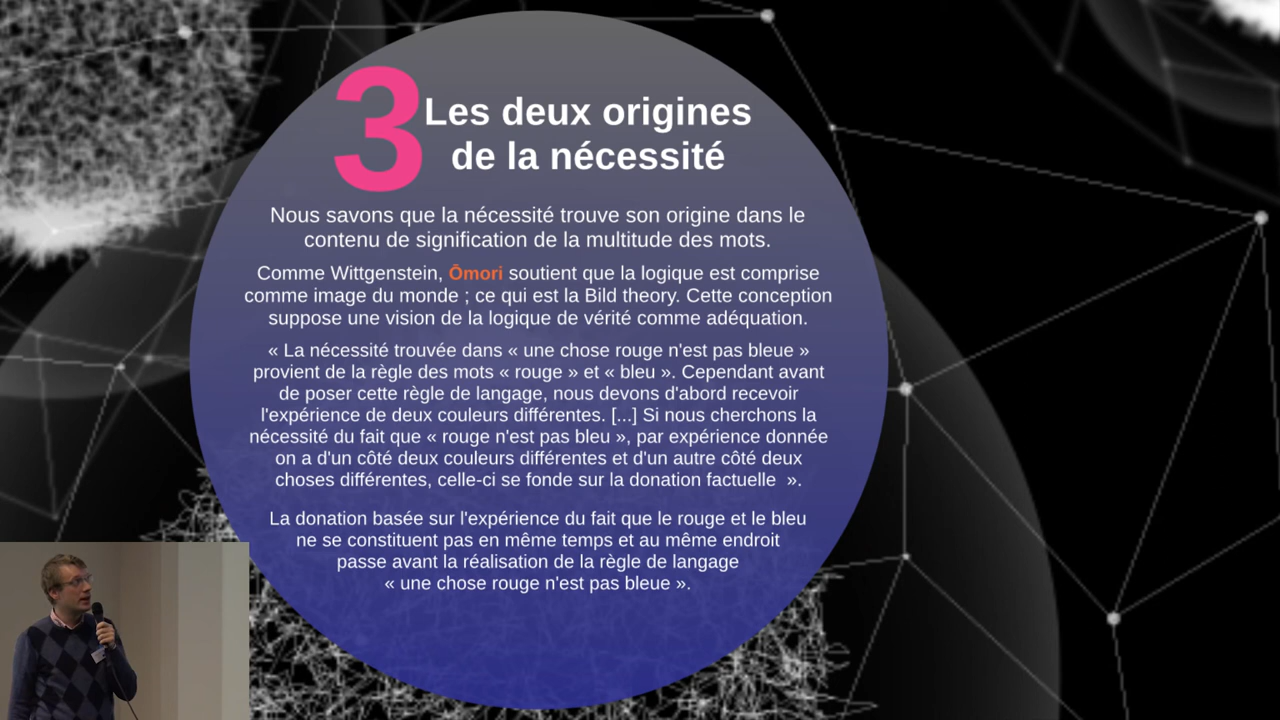 3
Les deux origines
de la nécessité
Nous savons que la nécessité trouve son origine dans le
contenu de signification de la multitude des mots.
Comme Wittgenstein, Ōmori soutient que la logique est comprise
comme image du monde ; ce qui est la Bild theory. Cette conception
suppose une vision de la logique de vérité comme adéquation.
« La nécessité trouvée dans « une chose rouge n'est pas bleue »
provient de la règle des mots « rouge » et « bleu ». Cependant avant
de poser cette règle de langage, nous devons d'abord recevoir
l'expérience de deux couleurs différentes. [...] Si nous cherchons la
nécessité du fait que « rouge n'est pas bleu », par expérience donnée
on a d'un côté deux couleurs différentes et d'un autre côté deux
choses différentes, celle-ci se fonde sur la donation factuelle  ».
La donation basée sur l'expérience du fait que le rouge et le bleu
ne se constituent pas en même temps et au même endroit
passe avant la réalisation de la règle de langage
« une chose rouge n'est pas bleue ».